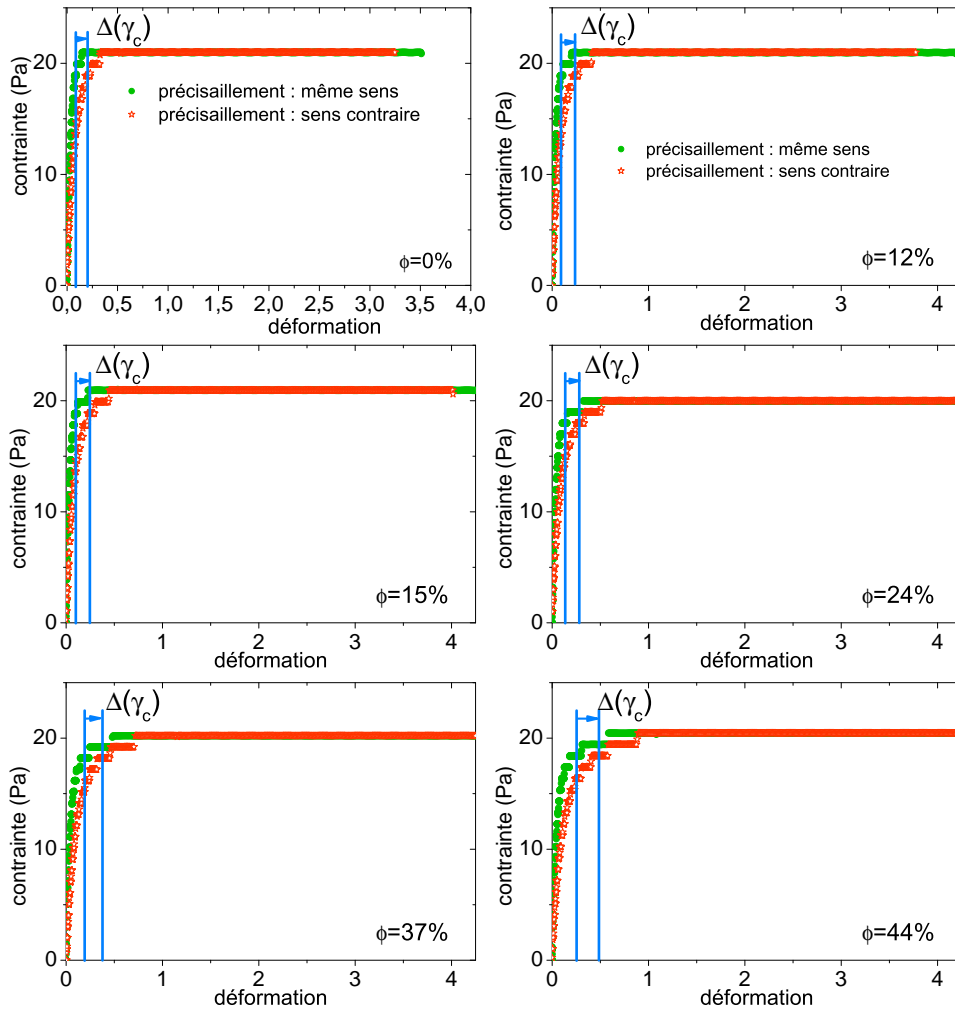 Δ(γc)
contrainte (Pa)
20
10
0
précisaillement : même sens
précisaillement : sens contraire
ϕ=0%
0,0 0,5 1,0 1,5 2,0 2,5 3,0 3,5 4,0
déformation
Δ(γc)
contrainte (Pa)
20
10
0
précisaillement : même sens
précisaillement : sens contraire
ϕ=12%
0 1 2 3 4
déformation
Δ(γc)
contrainte (Pa)
20
10
0
ϕ=15%
0 1 2 3 4
déformation
Δ(γc)
contrainte (Pa)
20
10
0
ϕ=24%
0 1 2 3 4
déformation
Δ(γc)
contrainte (Pa)
20
10
0
ϕ=37%
0 1 2 3 4
déformation
Δ(γc)
contrainte (Pa)
20
10
0
ϕ=44%
0 1 2 3 4
déformation